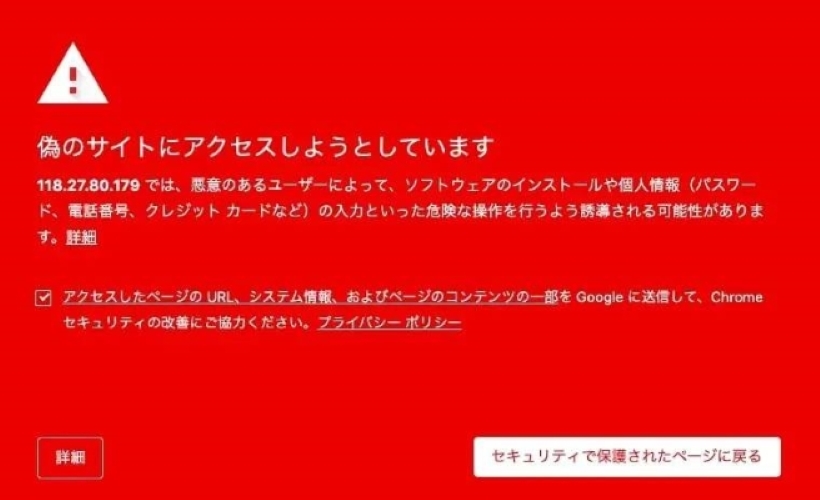 偽のサイトにアクセスしようとしています
118.27.80.179 では、悪意のあるユーザーによって、ソフトウェアのインストールや個人情報（パスワー
ド、電話番号、クレジット カードなど）の入力といった危険な操作を行うよう誘導される可能性がありま
す。詳細
アクセスしたページの URL、システム情報、およびページのコンテンツの一部を Google に送信して、Chrome
セキュリティの改善にご協力ください。プライバシー ポリシー
詳細
セキュリティで保護されたページに戻る